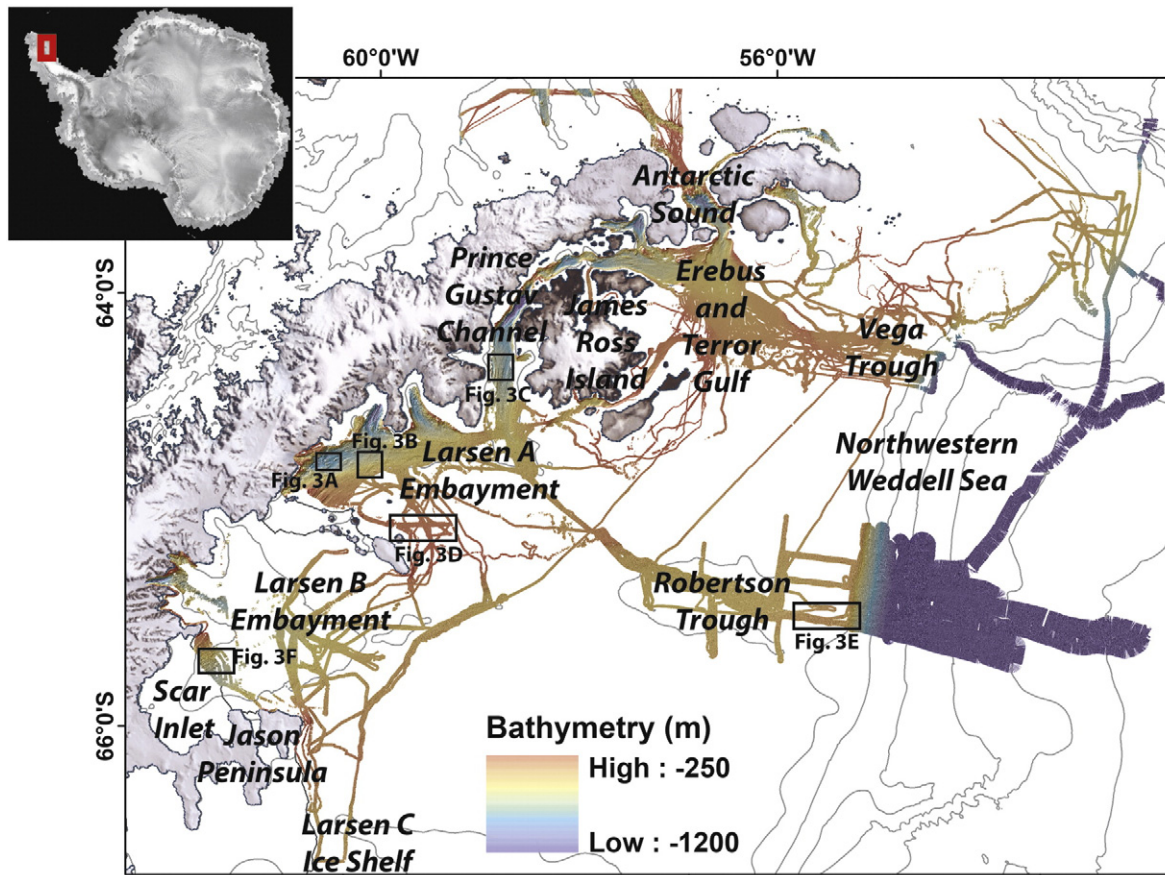 60°0'W
56°0'W
64°0'S
66°0'S
Antarctic
Sound
Prince
Gustav
Channel
James
Ross
Island
Erebus
and
Terror
Gulf
Vega
Trough
Fig. 3C
Fig. 3B
Fig. 3A
Larsen A
Embayment
Northwestern
Weddell Sea
Fig. 3D
Larsen B
Embayment
Robertson
Trough
Fig. 3E
Fig. 3F
Scar
Inlet
Jason
Peninsula
Larsen C
Ice Shelf
Bathymetry (m)
High : -250
Low : -1200